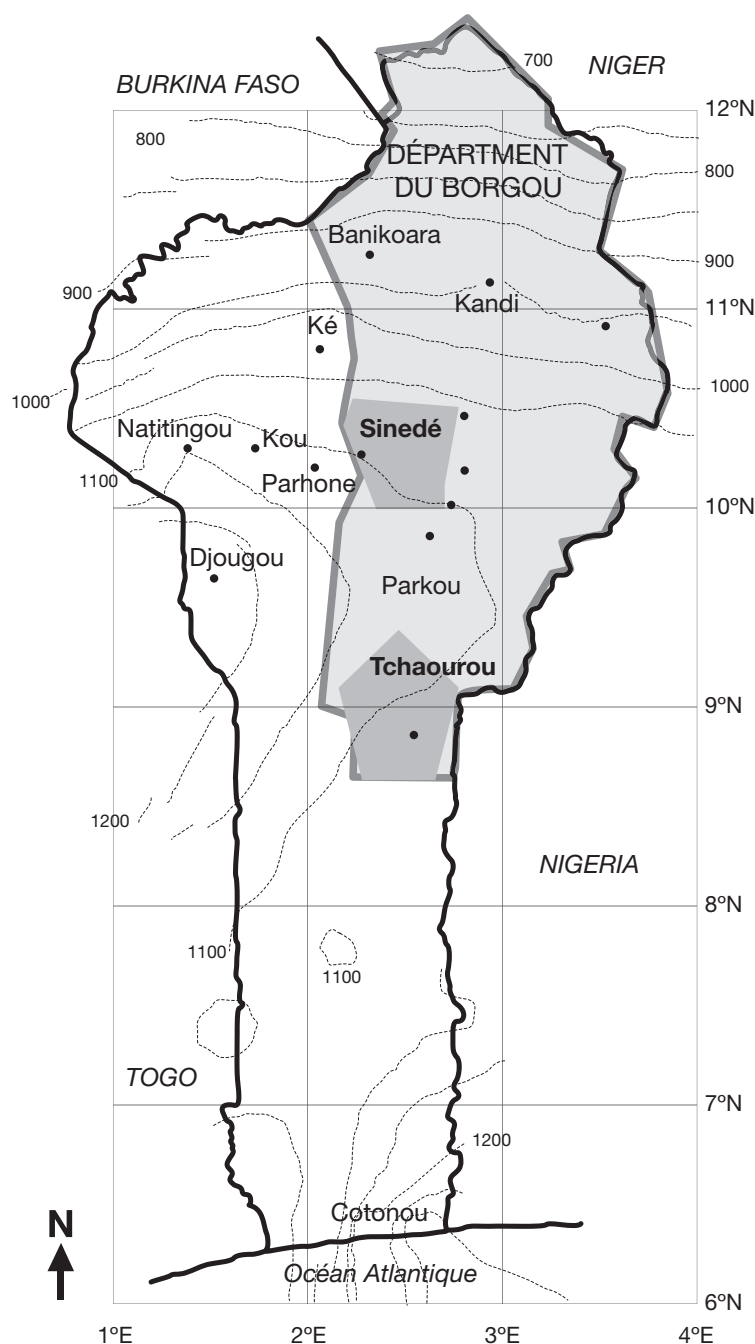 700
BURKINA FASO
NIGER
12ºN
800
DÉPARTMENT
DU BORGOU
800
Banikoara
900
900
Kandi
11ºN
Ké
1000
1000
Natitingou
Kou
Sinedé
Parhone
1100
10ºN
Djougou
Parkou
Tchaourou
9ºN
1200
NIGERIA
8ºN
1100
1100
TOGO
7ºN
1200
N
Cotonou
Océan Atlantique
6ºN
1ºE
2ºE
3ºE
4ºE